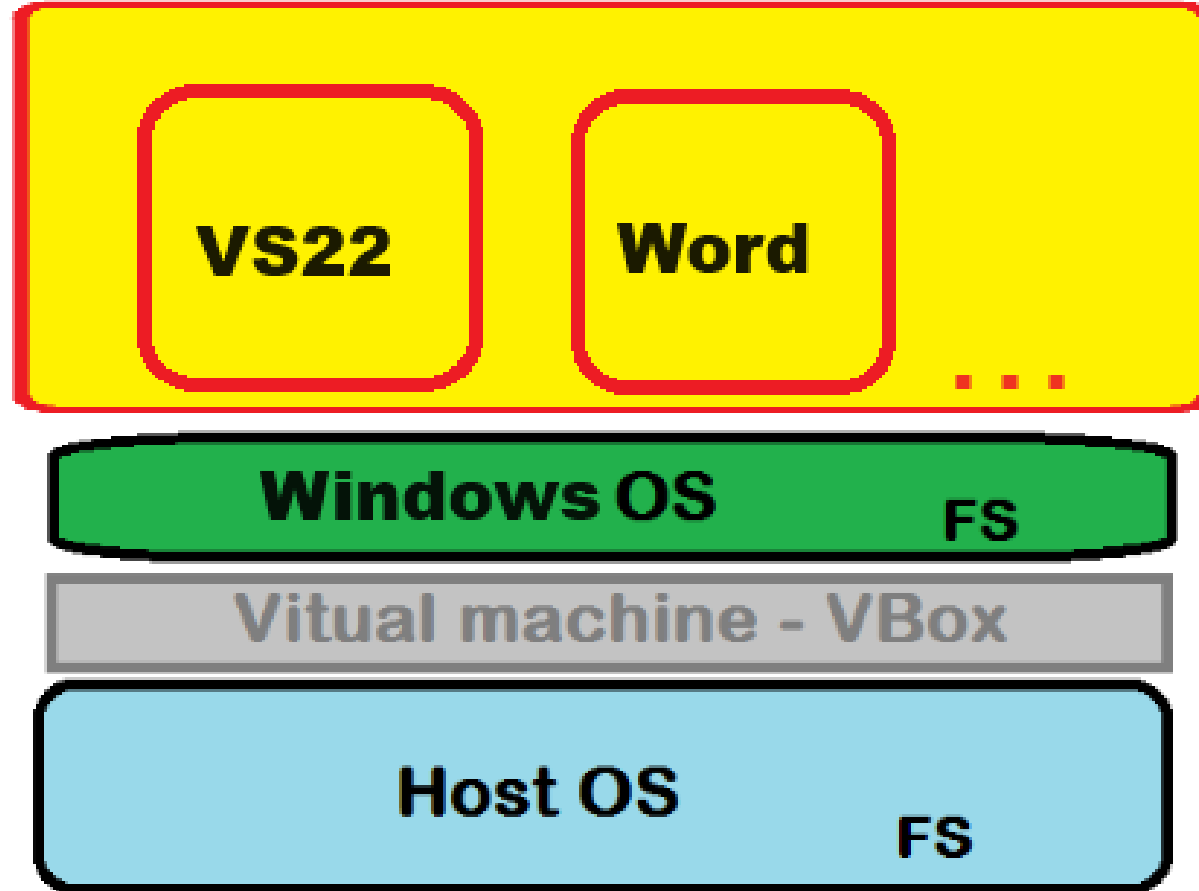 VS22 Word
...
Windows OS
FS
Vitual machine - VBox
Host OS
FS